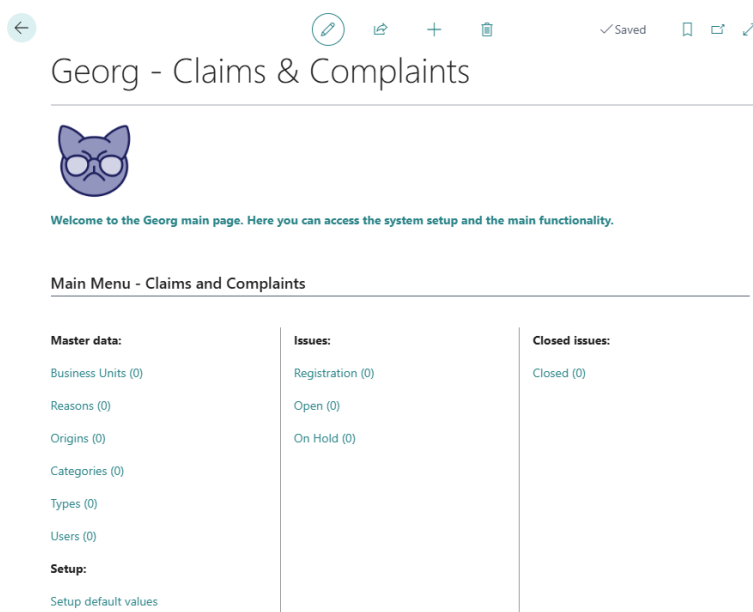 Saved
Georg - Claims & Complaints
Welcome to the Georg main page. Here you can access the system setup and the main functionality.
Main Menu - Claims and Complaints
Master data:
Business Units (0)
Reasons (0)
Origins (0)
Categories (0)
Types (0)
Users (0)
Setup:
Setup default values
Issues:
Registration (0)
Open (0)
On Hold (0)
Closed issues:
Closed (0)